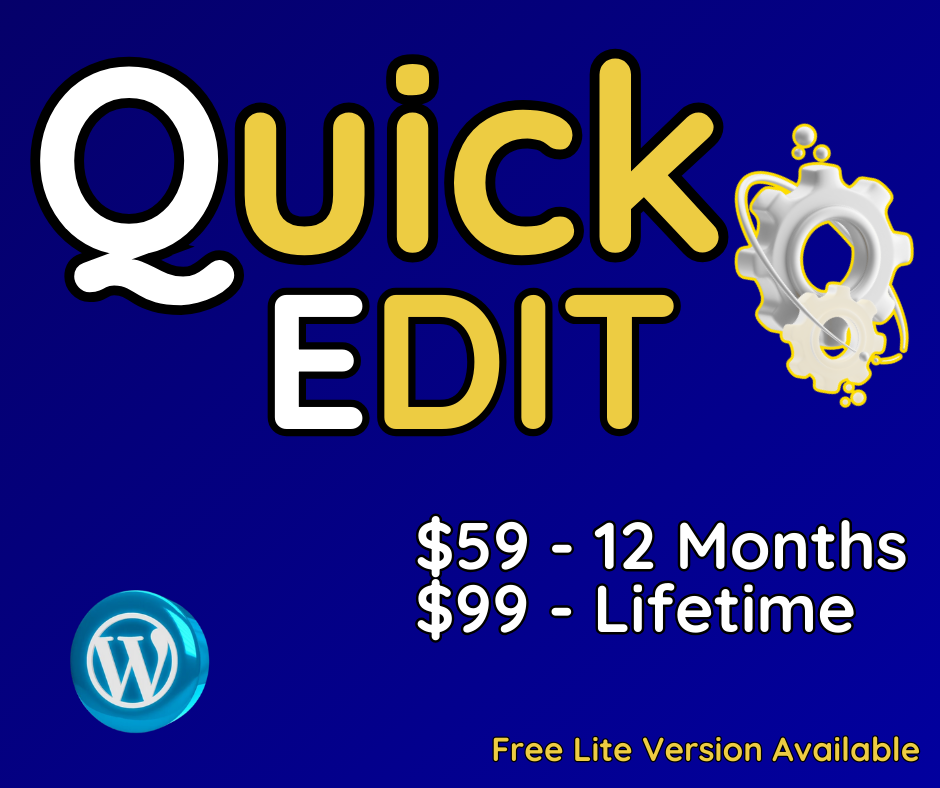 Quick
EDIT
$59 - 12 Months
$99 - Lifetime
W
Free Lite Version Available